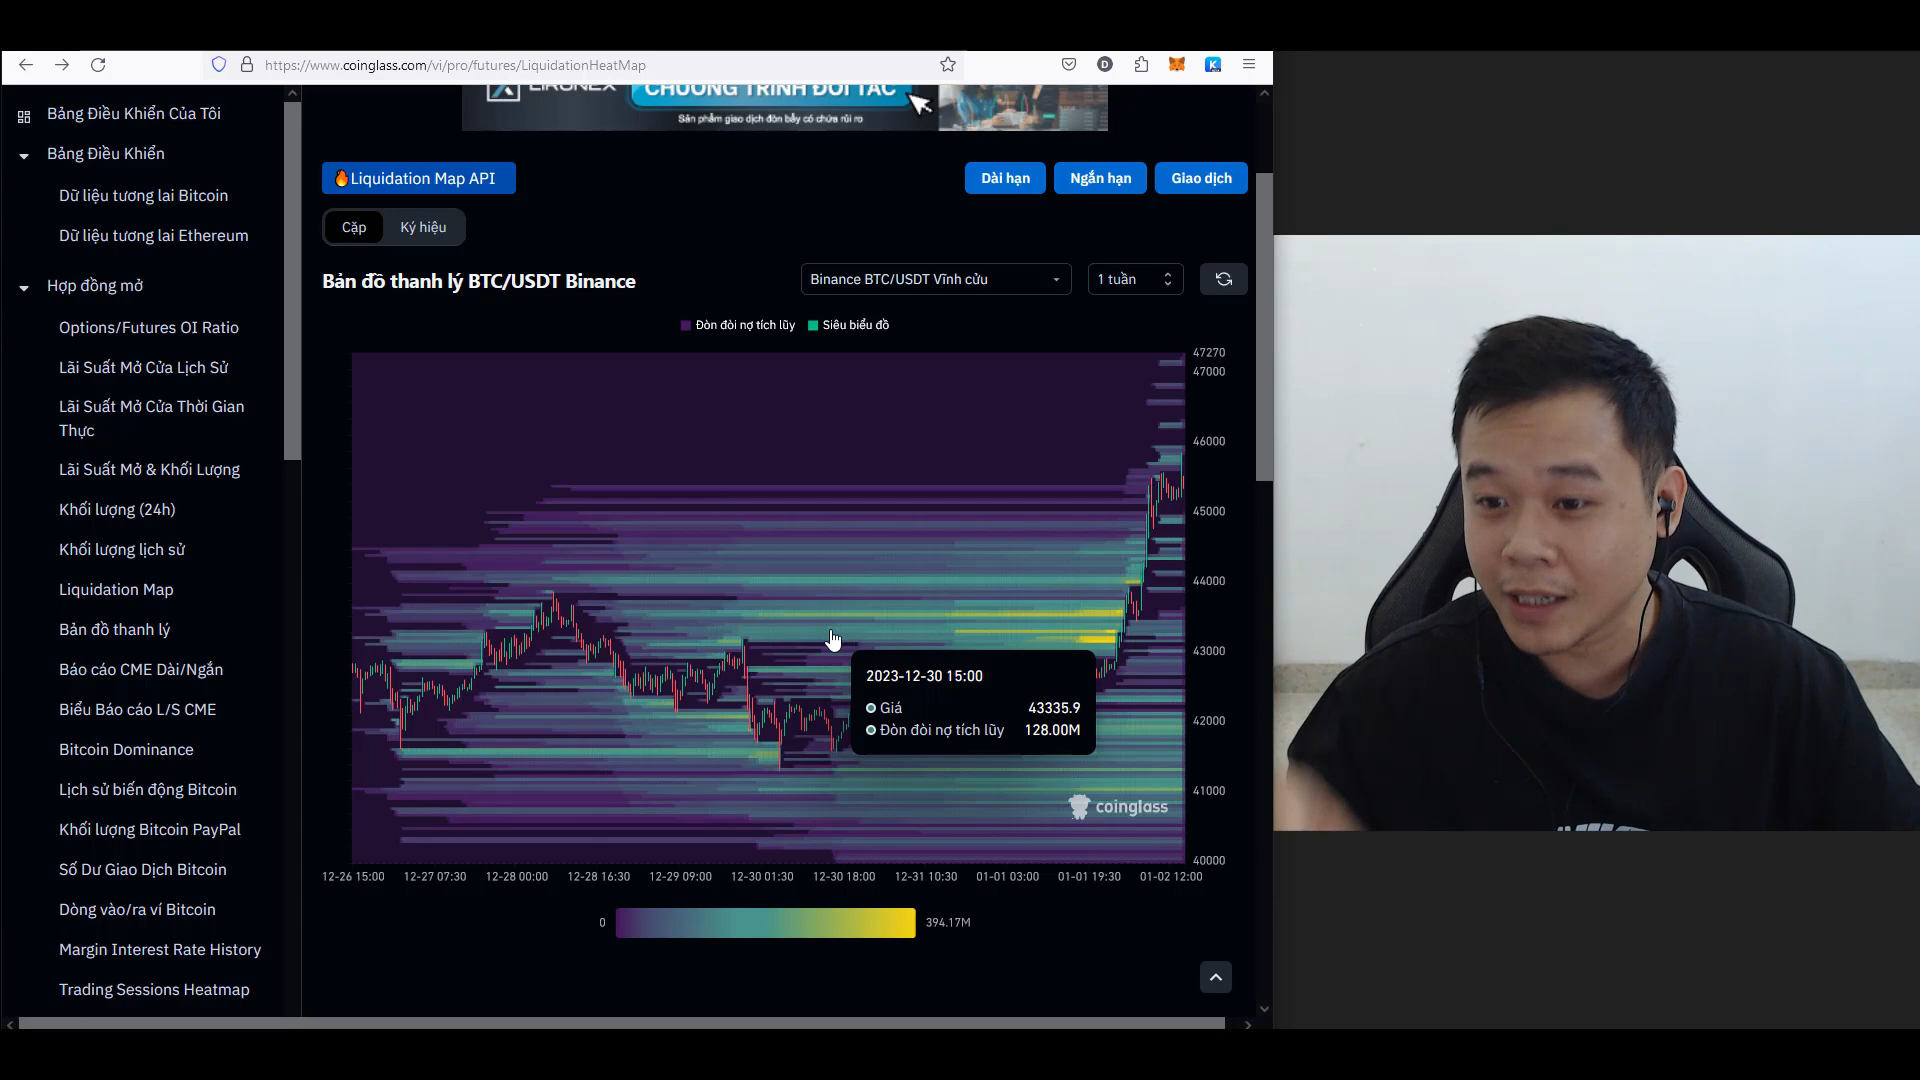 https://www.coinglass.com/vi/pro/futures/LiquidationHeatMap
D
K
Bảng Điều Khiển Của Tôi
Bảng Điều Khiển
Dữ liệu tương lai Bitcoin
Dữ liệu tương lai Ethereum
Hợp đồng mở
Options/Futures OI Ratio
Lãi Suất Mở Cửa Lịch Sử
Lãi Suất Mở Cửa Thời Gian
Thực
Lãi Suất Mở & Khối Lượng
Khối lượng (24h)
Khối lượng lịch sử
Liquidation Map
Bản đồ thanh lý
Báo cáo CME Dài/Ngắn
Biểu Báo cáo L/S CME
Bitcoin Dominance
Lịch sử biến động Bitcoin
Khối lượng Bitcoin PayPal
Số Dư Giao Dịch Bitcoin
Dòng vào/ra ví Bitcoin
Margin Interest Rate History
Trading Sessions Heatmap
CHƯƠNG TRÌNH ĐỐI TÁC
Sản phẩm giao dịch đòn bẩy có chứa rủi ro
🔥Liquidation Map API
Dài hạn
Ngắn hạn
Giao dịch
Cặp
Ký hiệu
Bản đồ thanh lý BTC/USDT Binance
Binance BTC/USDT Vĩnh cửu
1 tuần
Đòn đòi nợ tích lũy
Siêu biểu đồ
47270
47000
46000
45000
44000
43000
42000
41000
40000
2023-12-30 15:00
Giá 43335.9
Đòn đòi nợ tích lũy 128.00M
coinglass
12-26 15:00 12-27 07:30 12-28 00:00 12-28 16:30 12-29 09:00 12-30 01:30 12-30 18:00 12-31 10:30 01-01 03:00 01-01 19:30 01-02 12:00
0
394.17M